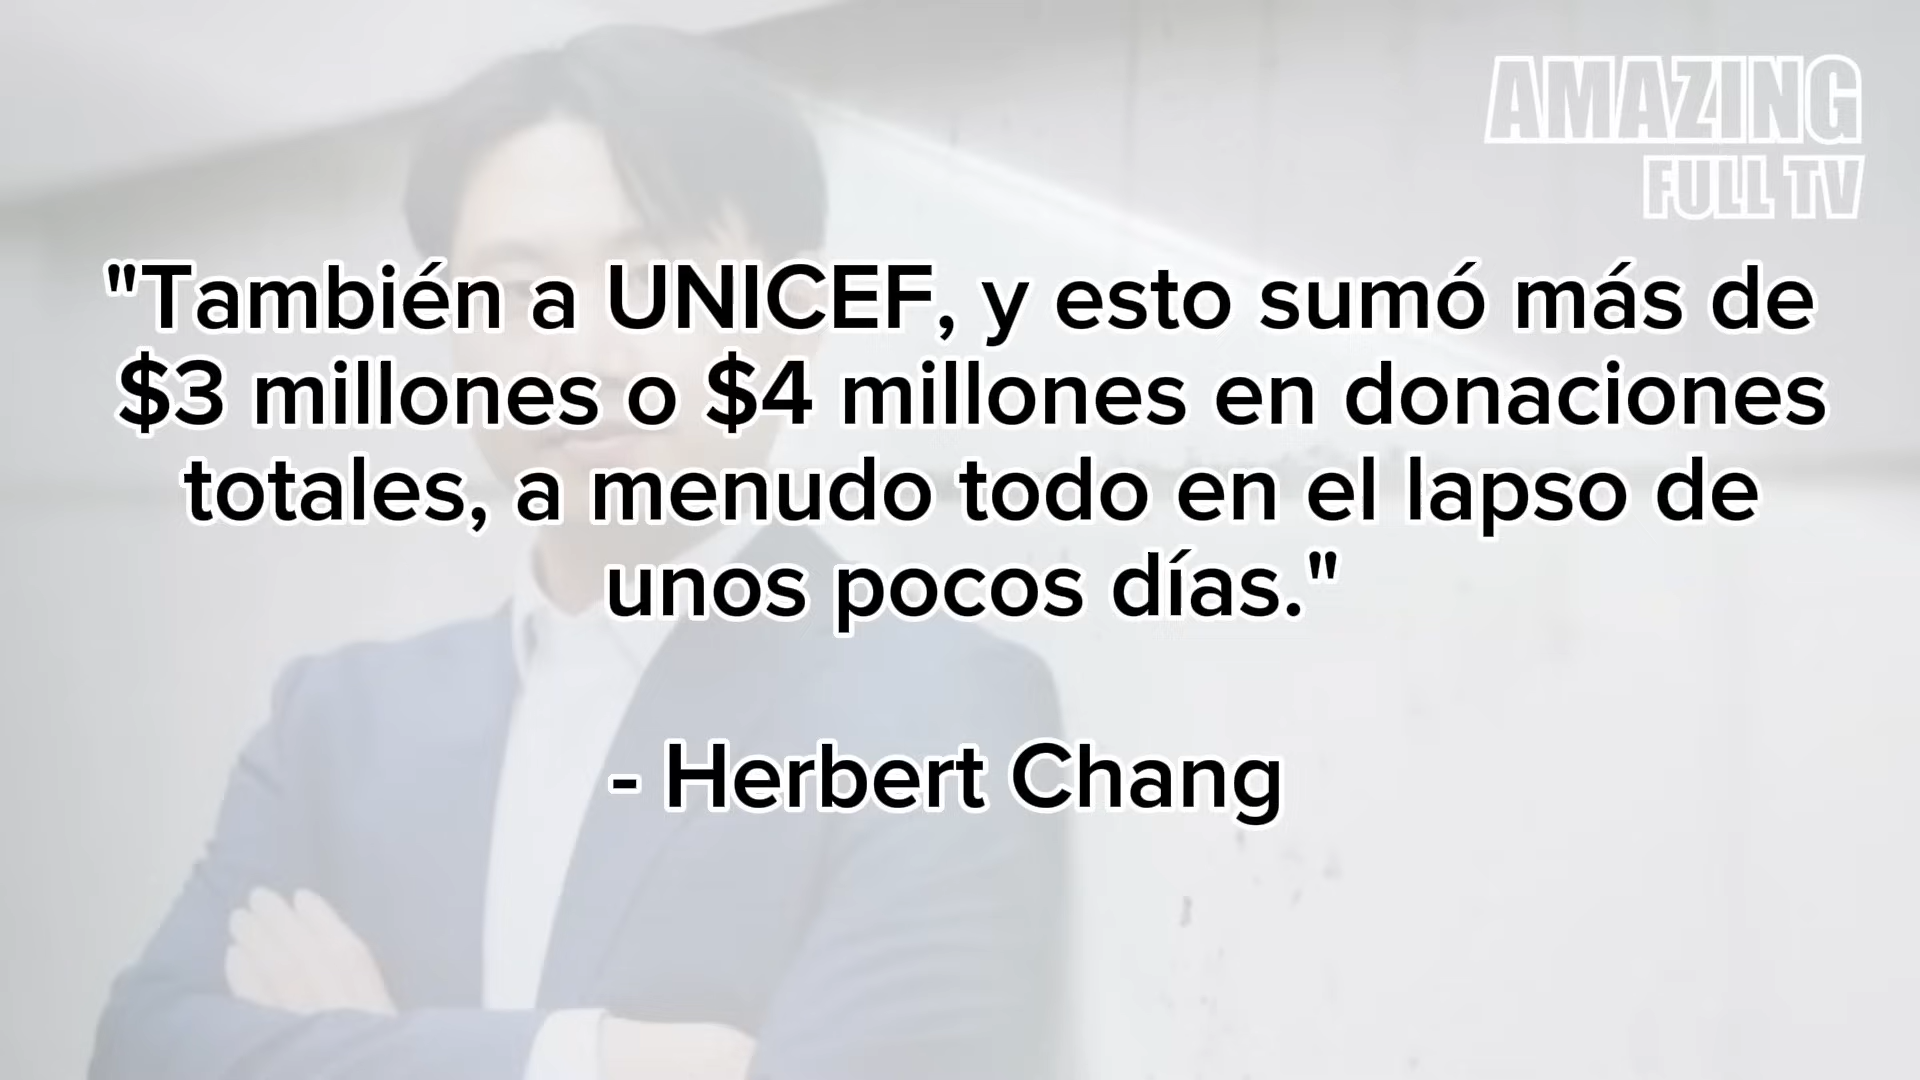 AMAZING
FULL TV
"También a UNICEF, y esto sumó más de
$3 millones o $4 millones en donaciones
totales, a menudo todo en el lapso de
unos pocos días."
- Herbert Chang